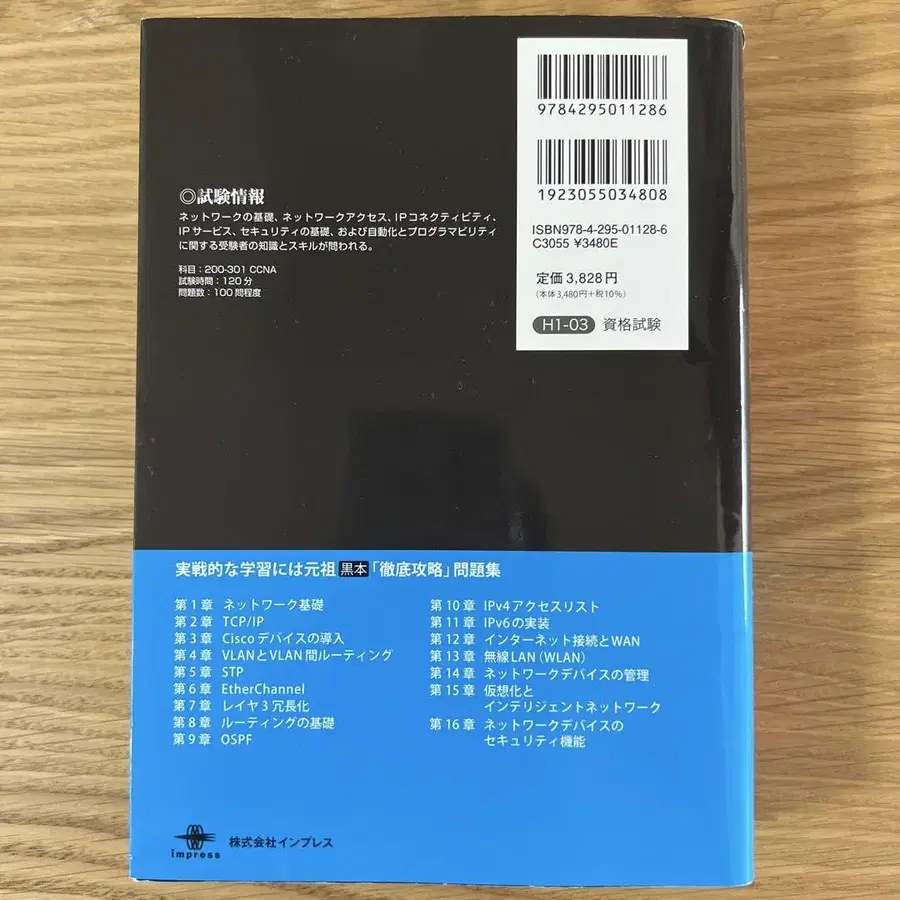 9784295011286
1923055034808
ISBN978-4-295-01128-6
C3055 ¥3480E
定価3,828円
(本体3,480円+税10%)
H1-03 資格試験
◎試験情報
ネットワークの基礎、ネットワークアクセス、IPコネクティビティ、
IPサービス、セキュリティの基礎、および自動化とプログラマビリティ
に関する受験者の知識とスキルが問われる。
科目:200-301 CCNA
試験時間:120分
問題数:100問程度
実戦的な学習には元祖黒本「徹底攻略」問題集
第1章 ネットワーク基礎
第2章 TCP/IP
第3章 Ciscoデバイスの導入
第4章 VLANとVLAN間ルーティング
第5章 STP
第6章 EtherChannel
第7章 レイヤ3冗長化
第8章 ルーティングの基礎
第9章 OSPF
第10章 IPv4アクセスリスト
第11章 IPv6の実装
第12章 インターネット接続とWAN
第13章 無線LAN(WLAN)
第14章 ネットワークデバイスの管理
第15章 仮想化と
インテリジェントネットワーク
第16章 ネットワークデバイスの
セキュリティ機能
impress 株式会社インプレス